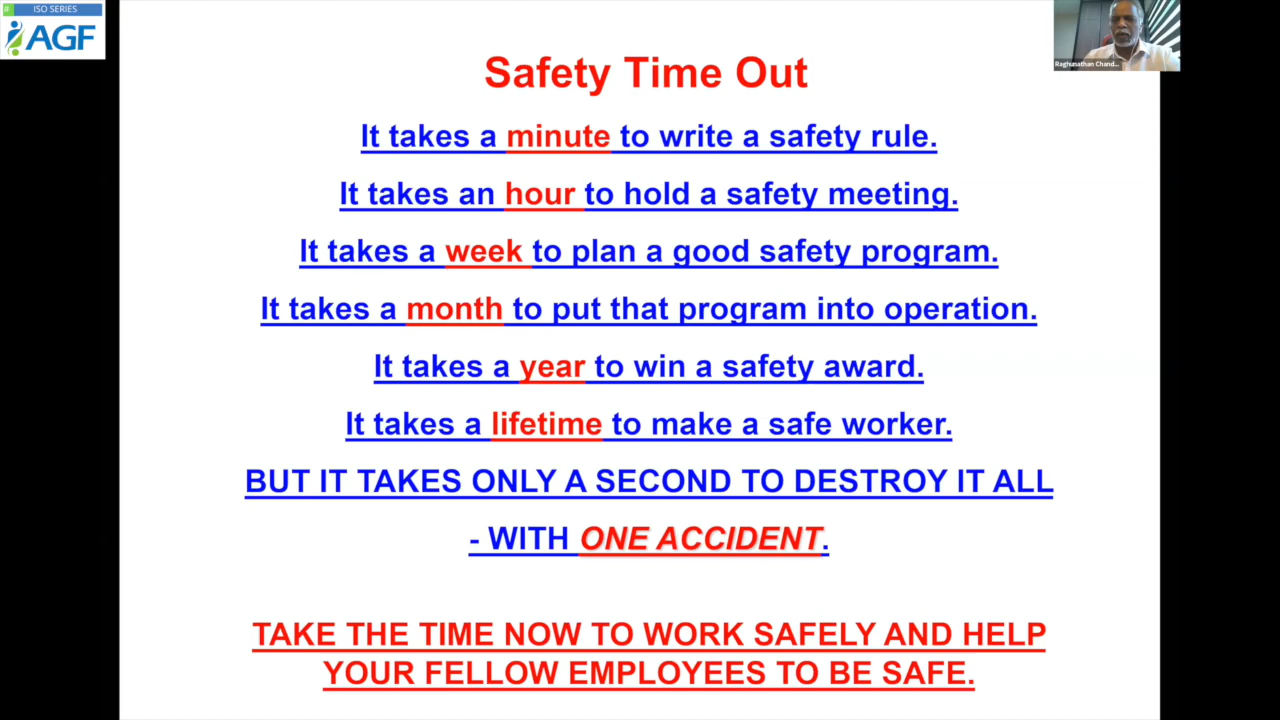 # ISO SERIES
AGF
Raghunathan Chand...
Safety Time Out
It takes a minute to write a safety rule.
It takes an hour to hold a safety meeting.
It takes a week to plan a good safety program.
It takes a month to put that program into operation.
It takes a year to win a safety award.
It takes a lifetime to make a safe worker.
BUT IT TAKES ONLY A SECOND TO DESTROY IT ALL
- WITH ONE ACCIDENT.
TAKE THE TIME NOW TO WORK SAFELY AND HELP
YOUR FELLOW EMPLOYEES TO BE SAFE.